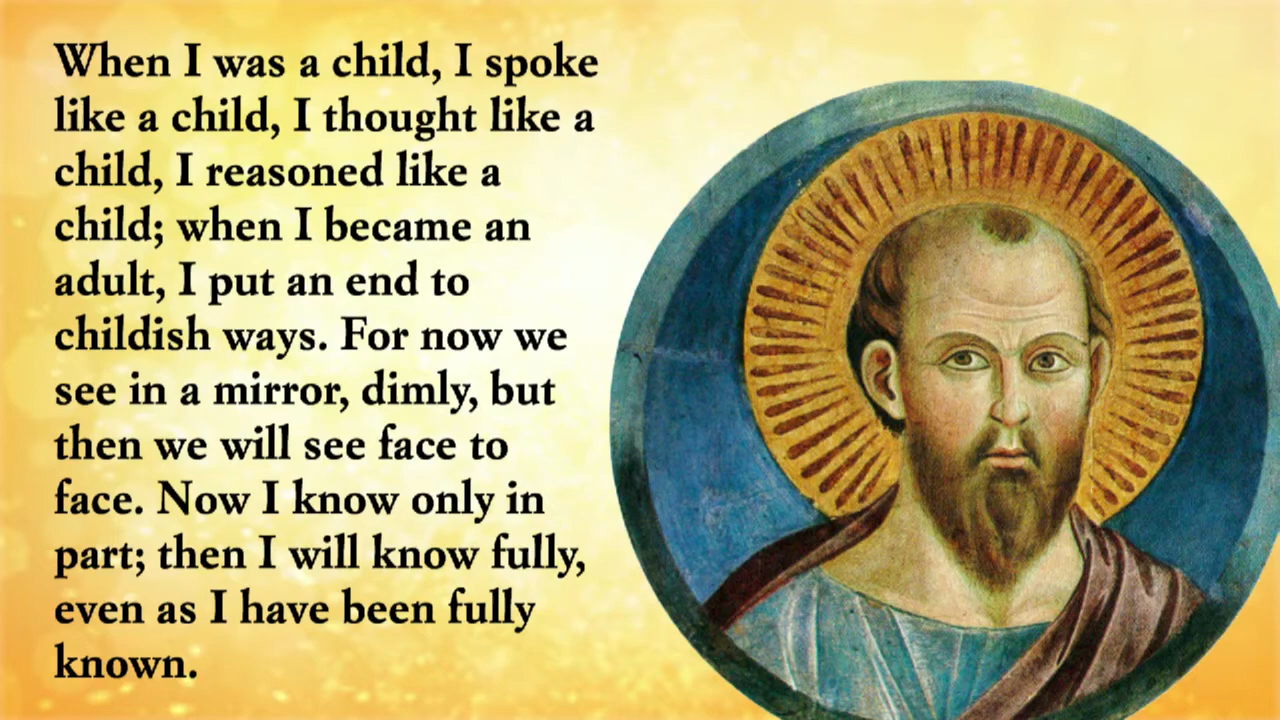 When I was a child, I spoke
like a child, I thought like a
child, I reasoned like a
child; when I became an
adult, I put an end to
childish ways. For now we
see in a mirror, dimly, but
then we will see face to
face. Now I know only in
part; then I will know fully,
even as I have been fully
known.